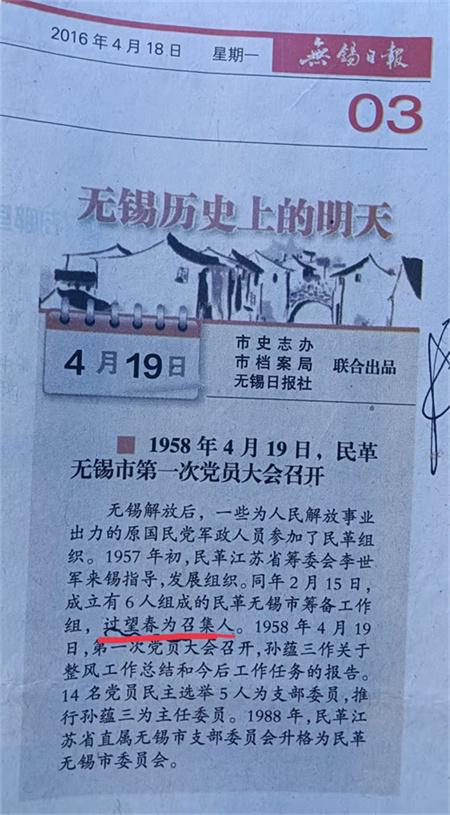 2016年4月18日 星期一
無錫日報
03
无锡历史上的明天
4月19日
市史志办
市档案局 联合出品
无锡日报社
■ 1958年4月19日,民革
无锡市第一次党员大会召开
无锡解放后,一些为人民解放事业
出力的原国民党军政人员参加了民革组
织。1957年初,民革江苏省筹委会李世
军来锡指导,发展组织。同年2月15日,
成立有6人组成的民革无锡市筹备工作
组,过望春为召集人。1958年4月19
日,第一次党员大会召开,孙蕴三作关于
整风工作总结和今后工作任务的报告。
14名党员民主选举5人为支部委员,推
行孙蕴三为主任委员。1988年,民革江
苏省直属无锡市支部委员会升格为民革
无锡市委员会。